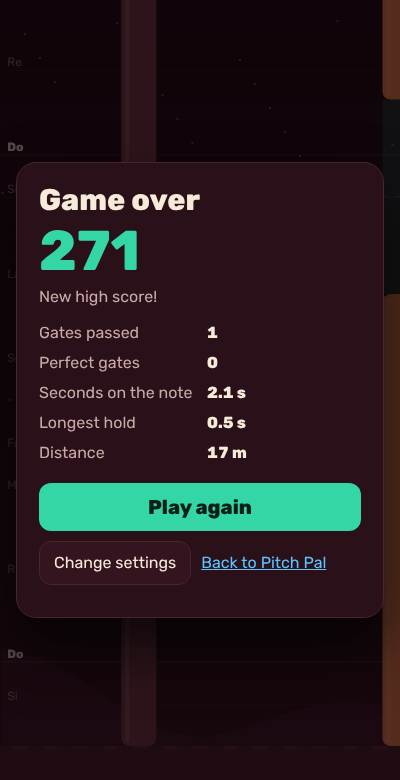 Re
Do
Game over
271
New high score!
Gates passed 1
Perfect gates 0
Seconds on the note 2.1 s
Longest hold 0.5 s
Distance 17 m
Play again
Change settings Back to Pitch Pal
Do
Si